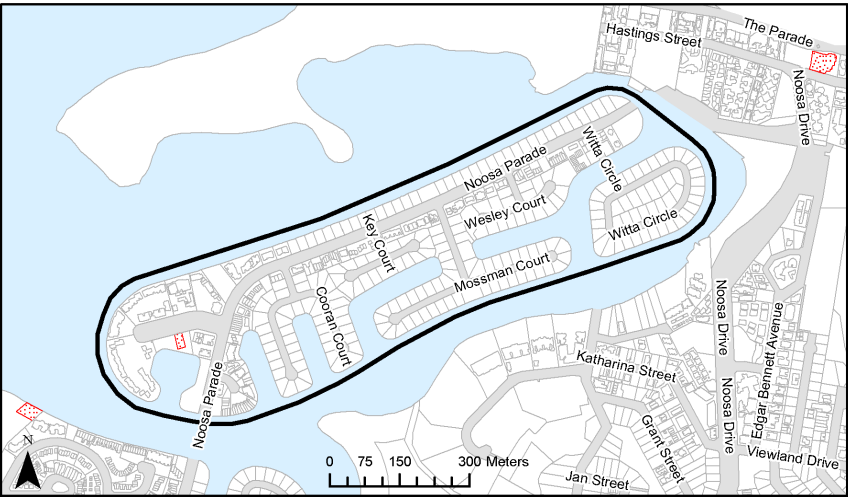 The Parade
Hastings Street
Noosa Drive
Witta Circle
Noosa Parade
Wesley Court
Key Court
Witta Circle
Mossman Court
Cooran Court
Noosa Drive
Edgar Bennett Avenue
Noosa Parade
Katharina Street
Noosa Drive
Grant Street
N
Viewland Drive
0 75 150 300 Meters
Jan Street